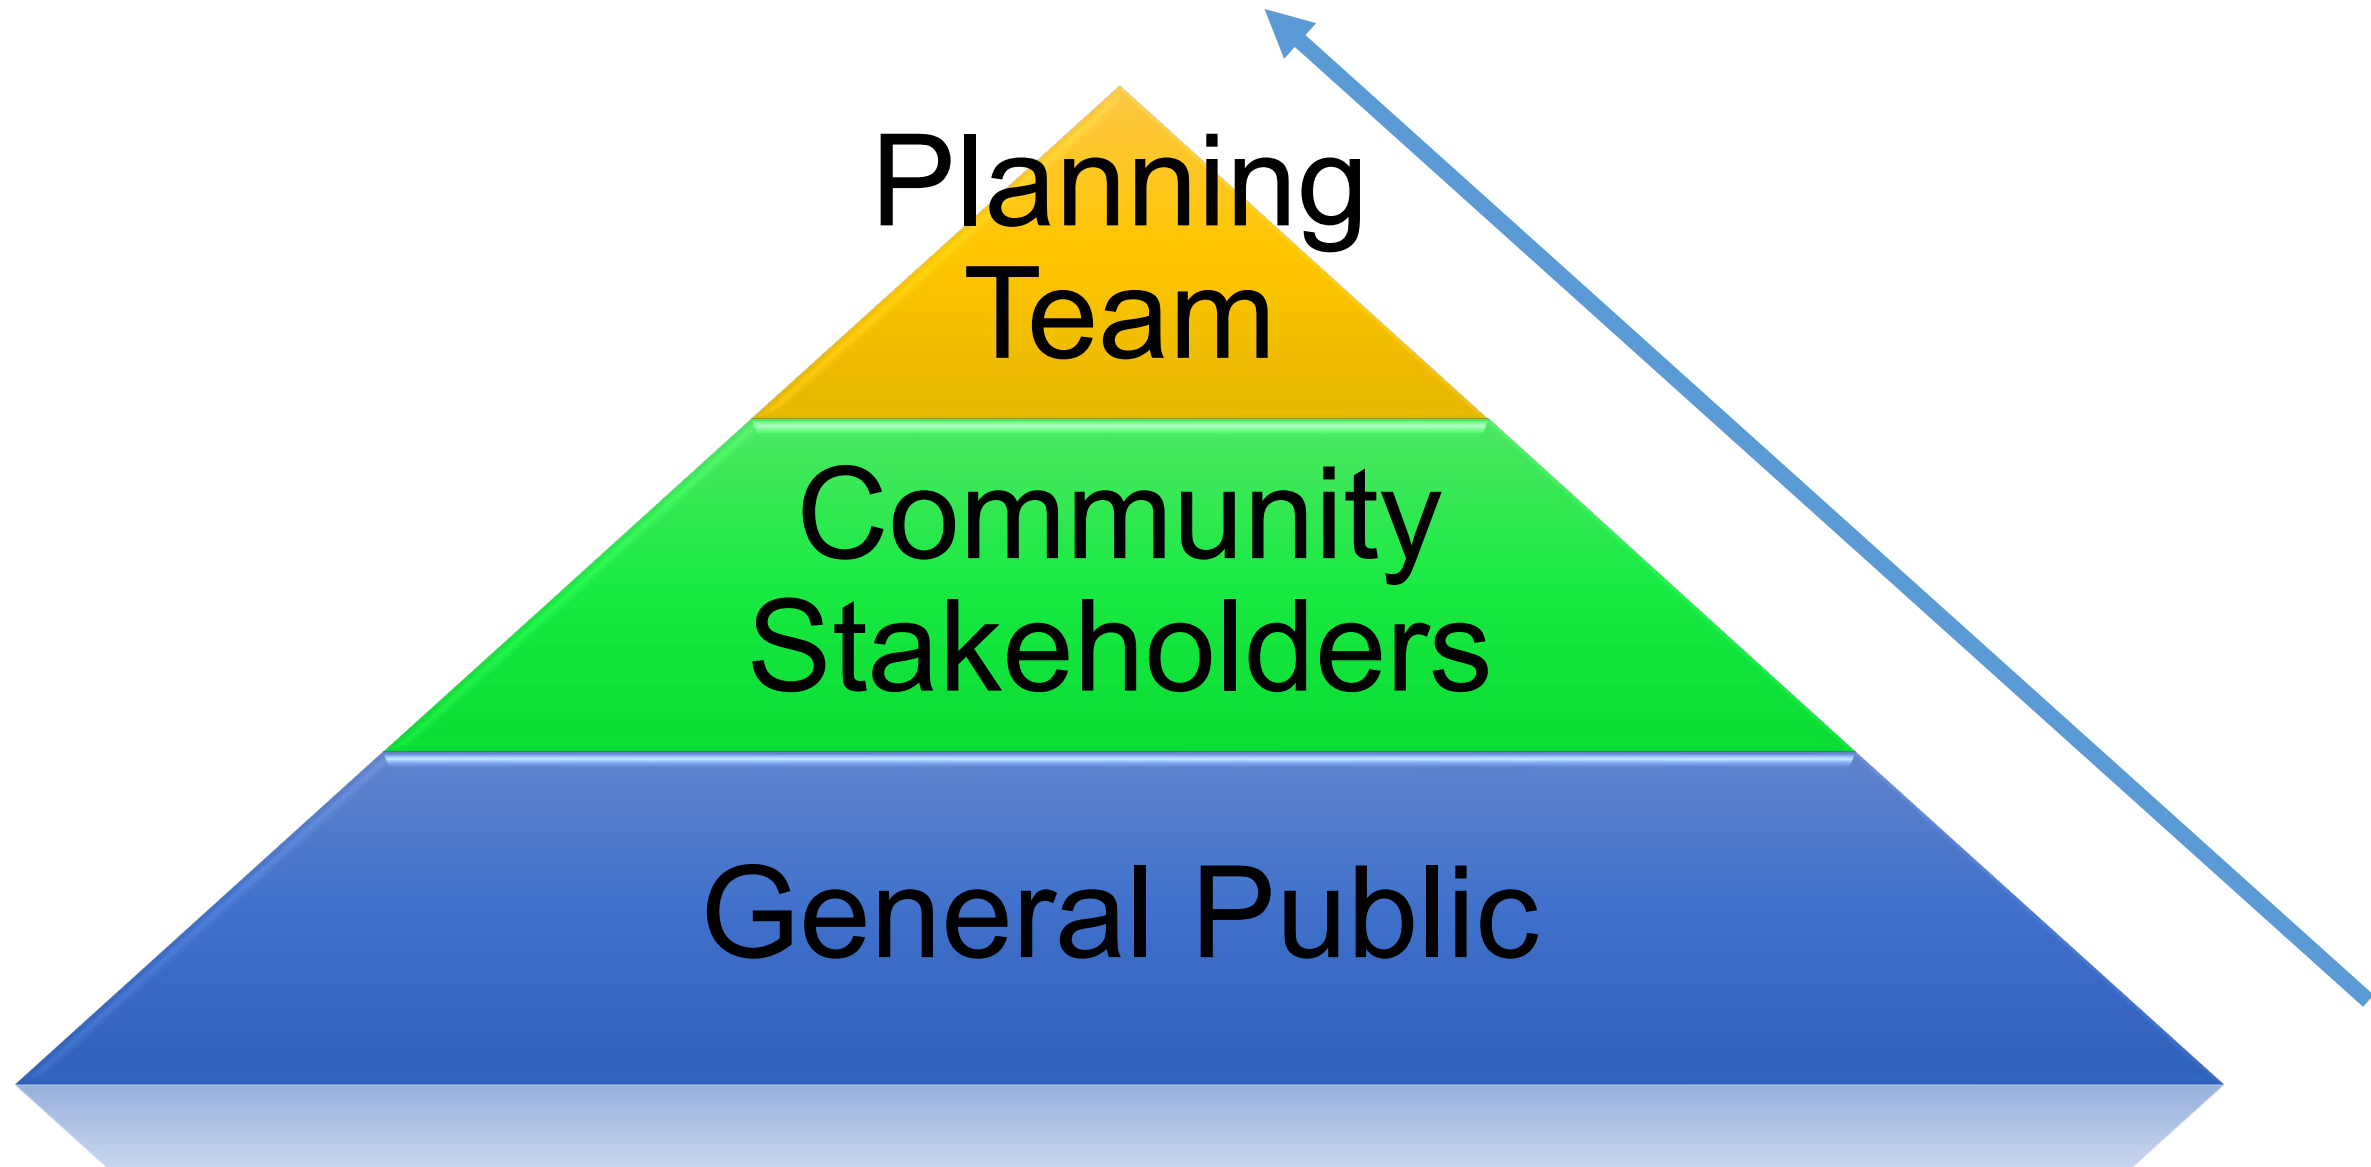 Planning
Team
Community
Stakeholders
General Public